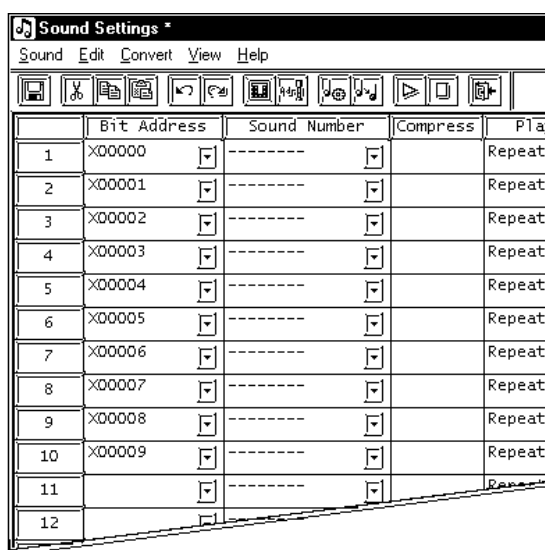 Sound Settings *
Sound Edit Convert View Help
Bit Address Sound Number Compress Pla
1 X00000 -------- Repeat
2 X00001 -------- Repeat
3 X00002 -------- Repeat
4 X00003 -------- Repeat
5 X00004 -------- Repeat
6 X00005 -------- Repeat
7 X00006 -------- Repeat
8 X00007 -------- Repeat
9 X00008 -------- Repeat
10 X00009 -------- Repeat
11 -------- Repeat
12